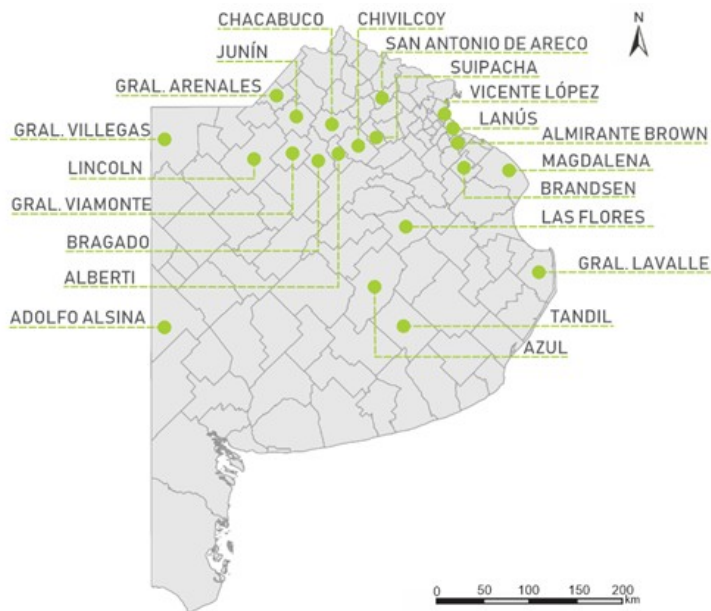 N
CHACABUCO
CHIVILCOY
JUNÍN
SAN ANTONIO DE ARECO
SUIPACHA
GRAL. ARENALES
VICENTE LÓPEZ
LANÚS
GRAL. VILLEGAS
ALMIRANTE BROWN
LINCOLN
MAGDALENA
BRANDSEN
GRAL. VIAMONTE
LAS FLORES
BRAGADO
GRAL. LAVALLE
ALBERTI
ADOLFO ALSINA
TANDIL
AZUL
0 50 100 150 200
km